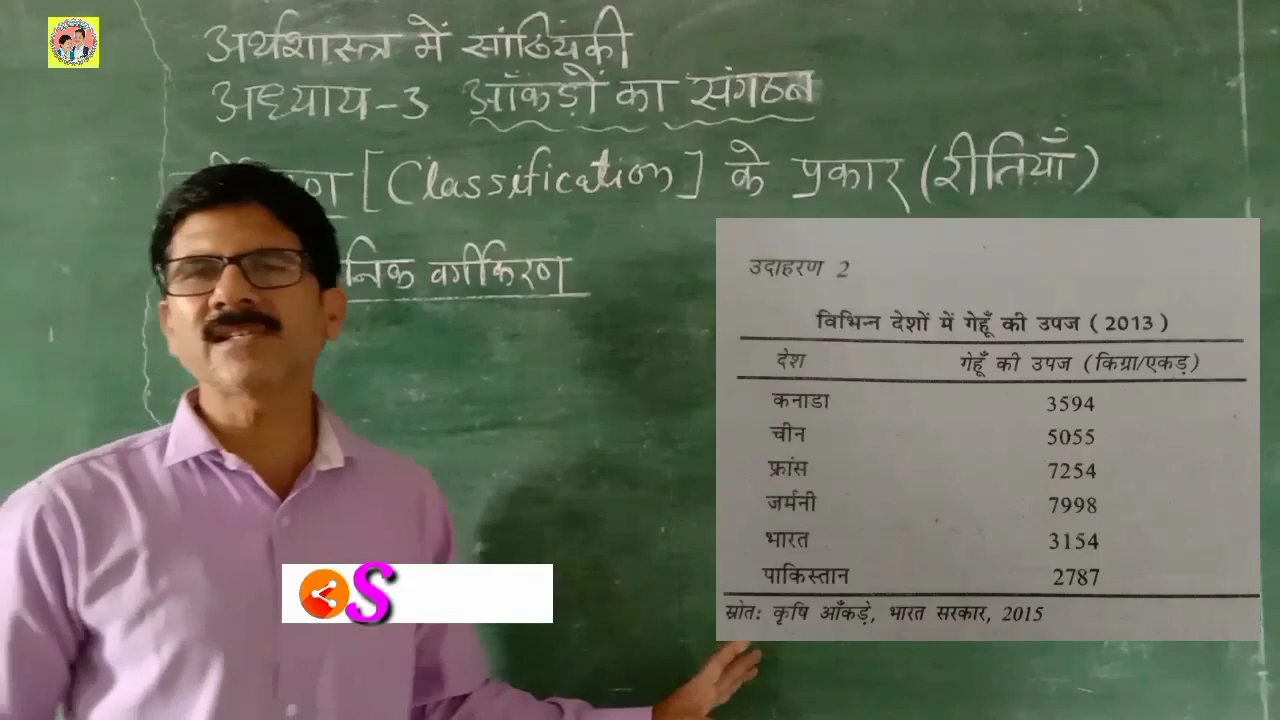 अर्थशास्त्र में सांख्यिकी
अध्याय-3 आँकड़ों का संगठन
[Classification] के प्रकार (रीतियाँ)
वर्गीकरण
उदाहरण 2
विभिन्न देशों में गेहूँ की उपज (2013)
देश गेहूँ की उपज (किग्रा/एकड़)
कनाडा 3594
चीन 5055
फ्रांस 7254
जर्मनी 7998
भारत 3154
पाकिस्तान 2787
स्रोत: कृषि आँकड़े, भारत सरकार, 2015
S